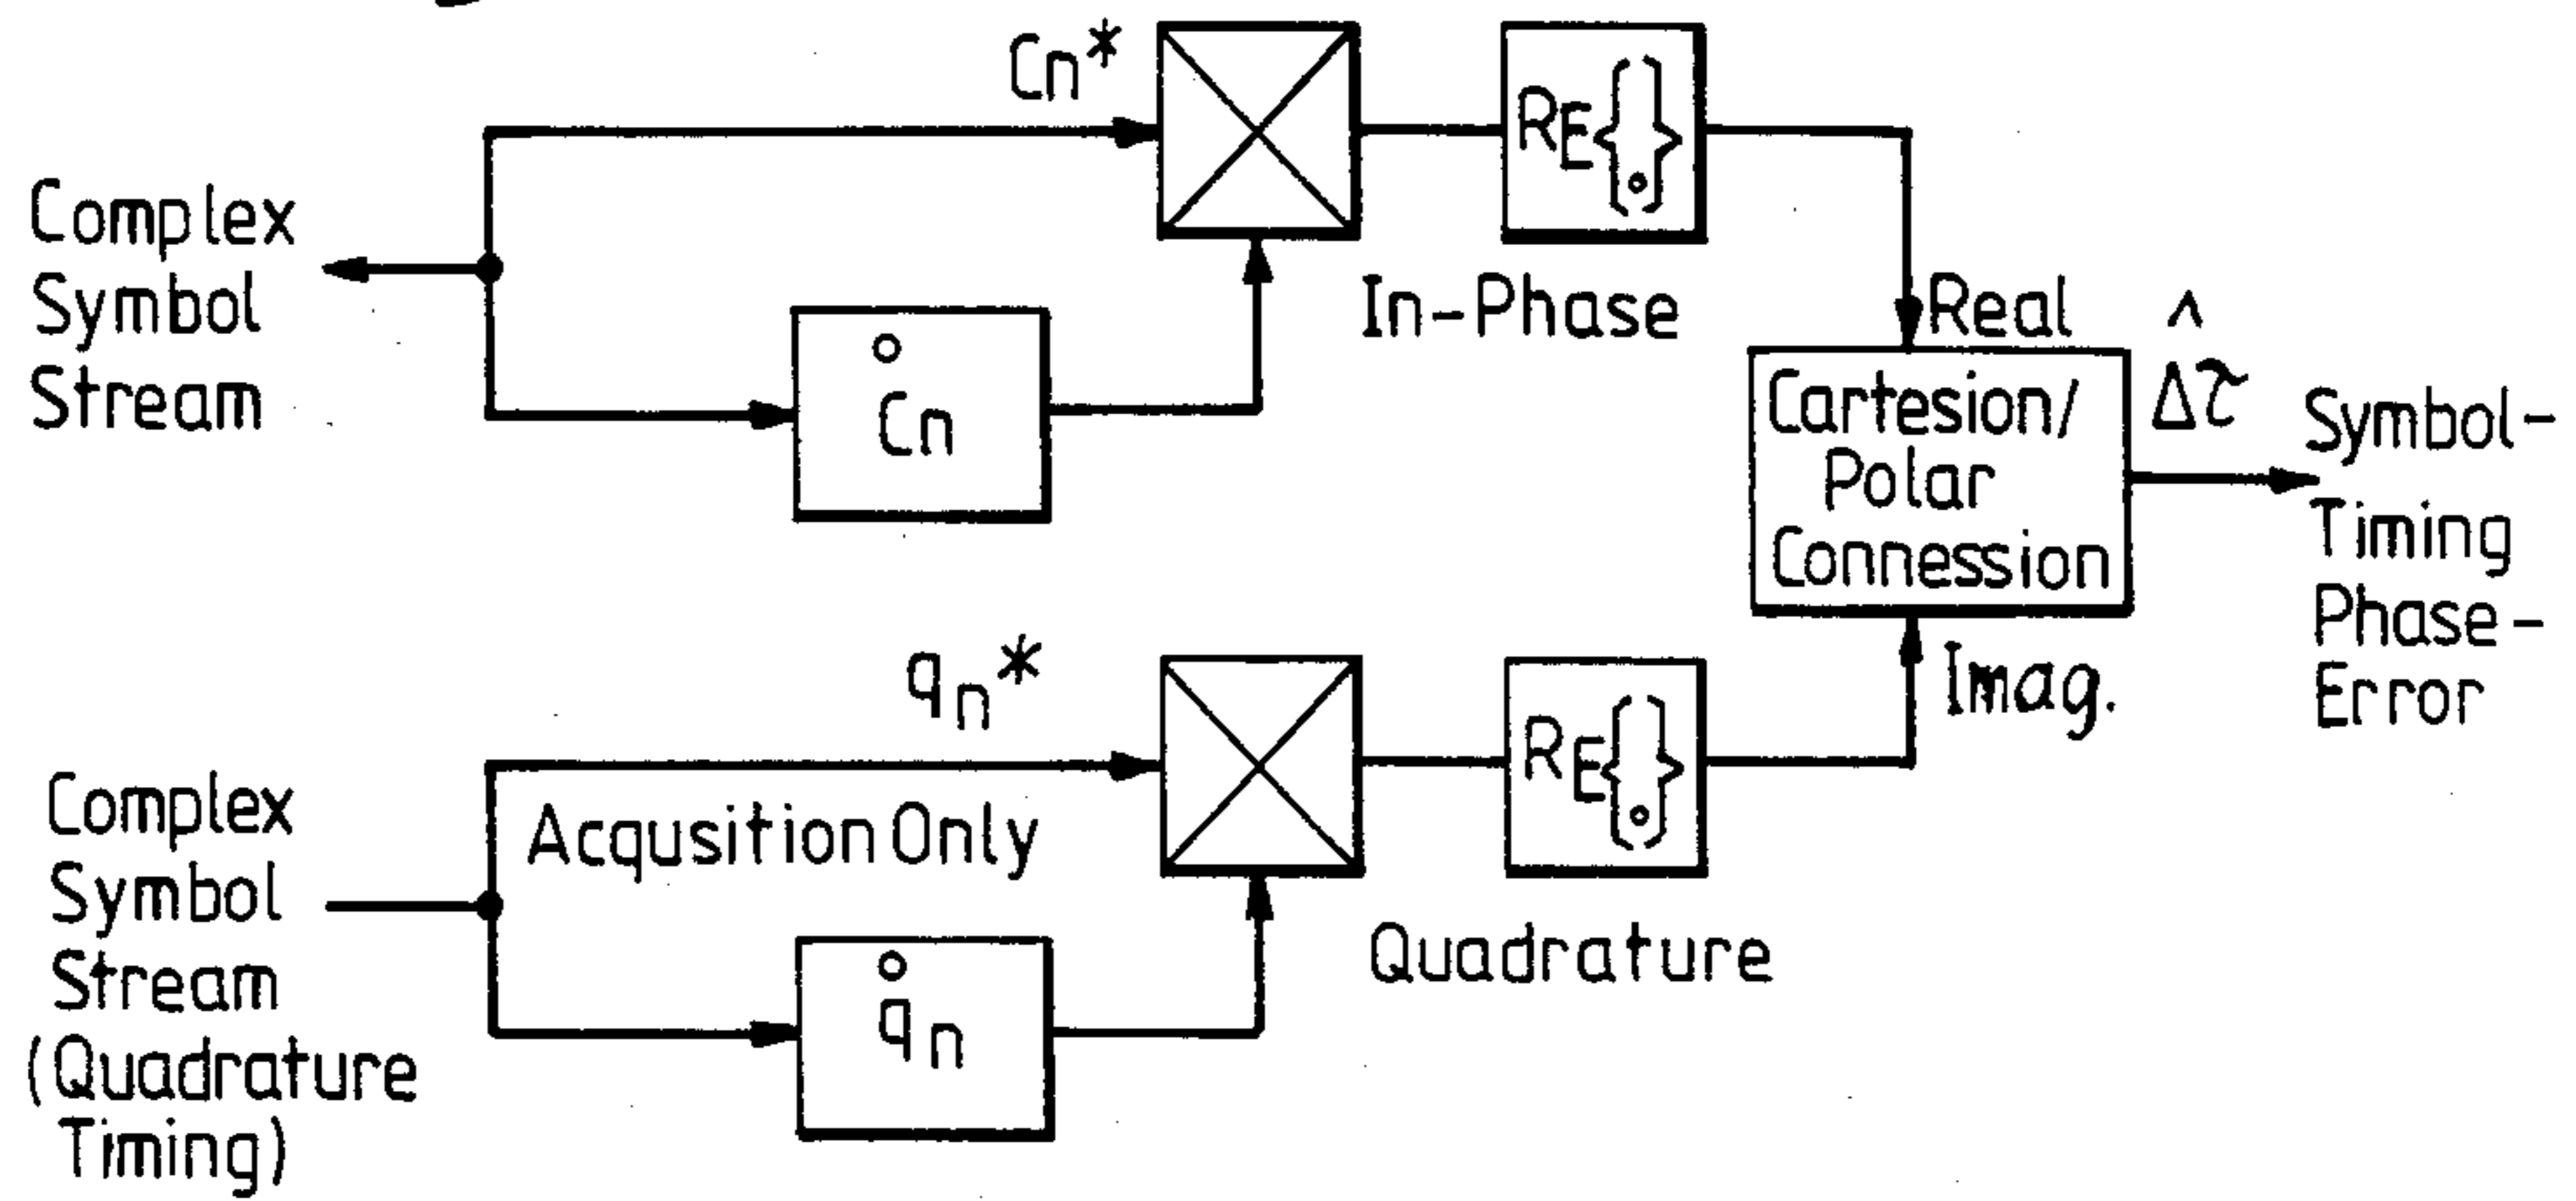 Cn*
RE{∘}
Complex
Symbol
Stream
In-Phase
Real
∘
Cn
^
Δτ
Cartesion/
Polar
Connession
Symbol-
Timing
Phase-
Error
qn*
RE{∘}
Imag.
Complex
Symbol
Stream
(Quadrature
Timing)
Acqusition Only
Quadrature
∘
qn